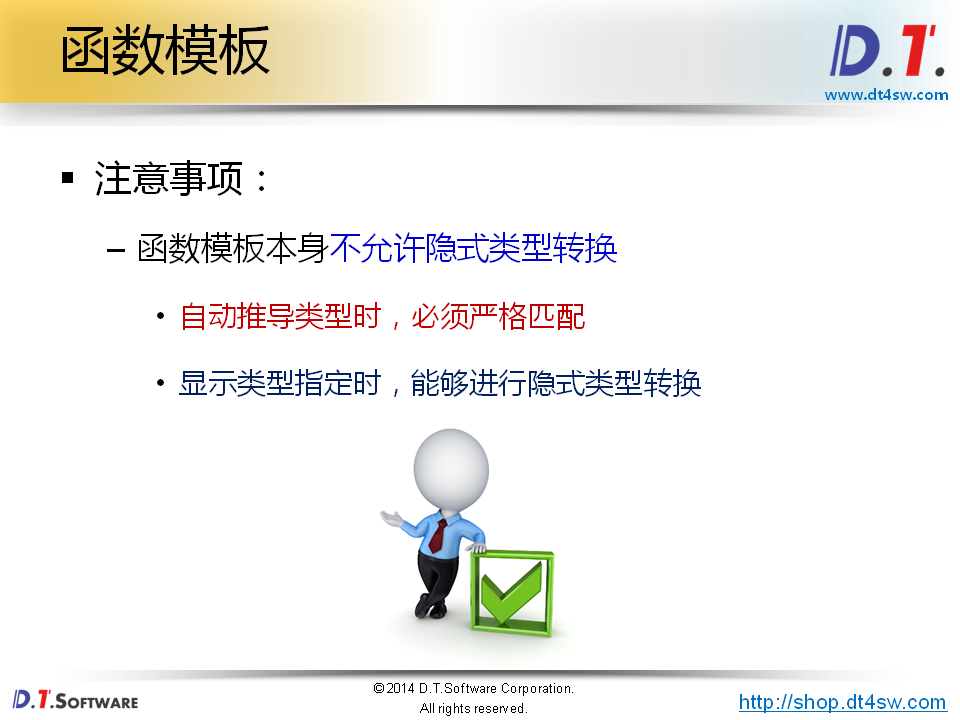 函数模板
D.T.
www.dt4sw.com
▪ 注意事项：
– 函数模板本身不允许隐式类型转换
• 自动推导类型时，必须严格匹配
• 显示类型指定时，能够进行隐式类型转换
D.T.SOFTWARE
©2014 D.T.Software Corporation.
All rights reserved.
http://shop.dt4sw.com